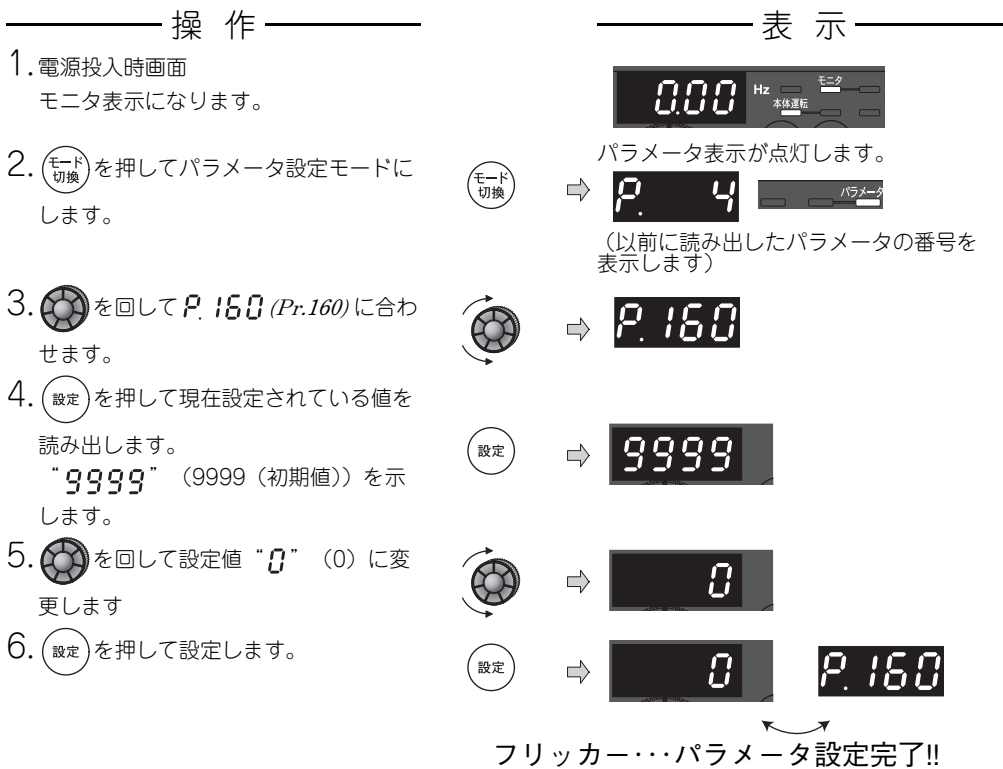 操 作
1.電源投入時画面
モニタ表示になります。
2.モード切換を押してパラメータ設定モードに
します。
3.を回してP.160(Pr.160)に合わ
せます。
4.設定を押して現在設定されている値を
読み出します。
“9999”（9999（初期値））を示
します。
5.を回して設定値“0”（0）に変
更します
6.設定を押して設定します。
表 示
0.00 Hz モニタ
本体運転
パラメータ表示が点灯します。
モード
切換
P. 4 パラメータ
（以前に読み出したパラメータの番号を
表示します）
P.160
設定 9999
0
設定 0 P.160
フリッカー･･･パラメータ設定完了!!